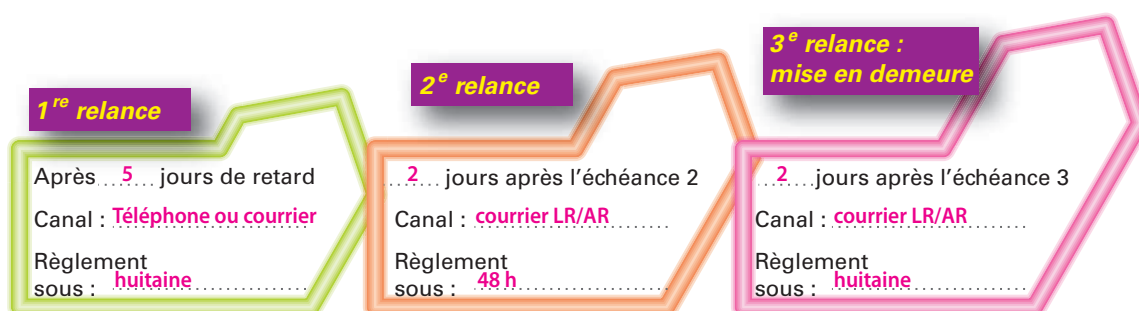 1re relance
Après 5 jours de retard
Canal : Téléphone ou courrier
Règlement
sous : huitaine
2e relance
2 jours après l'échéance 2
Canal : courrier LR/AR
Règlement
sous : 48 h
3e relance :
mise en demeure
2 jours après l'échéance 3
Canal : courrier LR/AR
Règlement
sous : huitaine